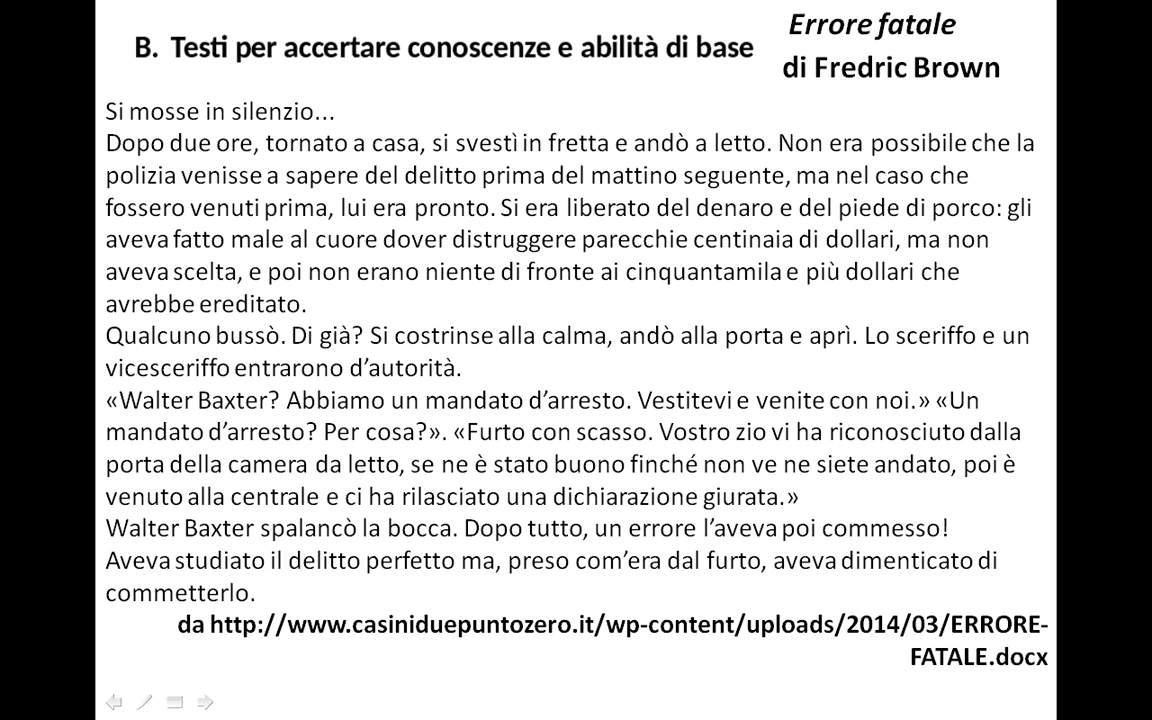 B. Testi per accertare conoscenze e abilità di base
Errore fatale
di Fredric Brown
Si mosse in silenzio...
Dopo due ore, tornato a casa, si svestì in fretta e andò a letto. Non era possibile che la
polizia venisse a sapere del delitto prima del mattino seguente, ma nel caso che
fossero venuti prima, lui era pronto. Si era liberato del denaro e del piede di porco: gli
aveva fatto male al cuore dover distruggere parecchie centinaia di dollari, ma non
aveva scelta, e poi non erano niente di fronte ai cinquantamila e più dollari che
avrebbe ereditato.
Qualcuno bussò. Di già? Si costrinse alla calma, andò alla porta e aprì. Lo sceriffo e un
vicesceriffo entrarono d’autorità.
«Walter Baxter? Abbiamo un mandato d’arresto. Vestitevi e venite con noi.» «Un
mandato d’arresto? Per cosa?». «Furto con scasso. Vostro zio vi ha riconosciuto dalla
porta della camera da letto, se ne è stato buono finché non ve ne siete andato, poi è
venuto alla centrale e ci ha rilasciato una dichiarazione giurata.»
Walter Baxter spalancò la bocca. Dopo tutto, un errore l’aveva poi commesso!
Aveva studiato il delitto perfetto ma, preso com’era dal furto, aveva dimenticato di
commetterlo.
da http://www.casiniduepuntozero.it/wp-content/uploads/2014/03/ERRORE-
FATALE.docx